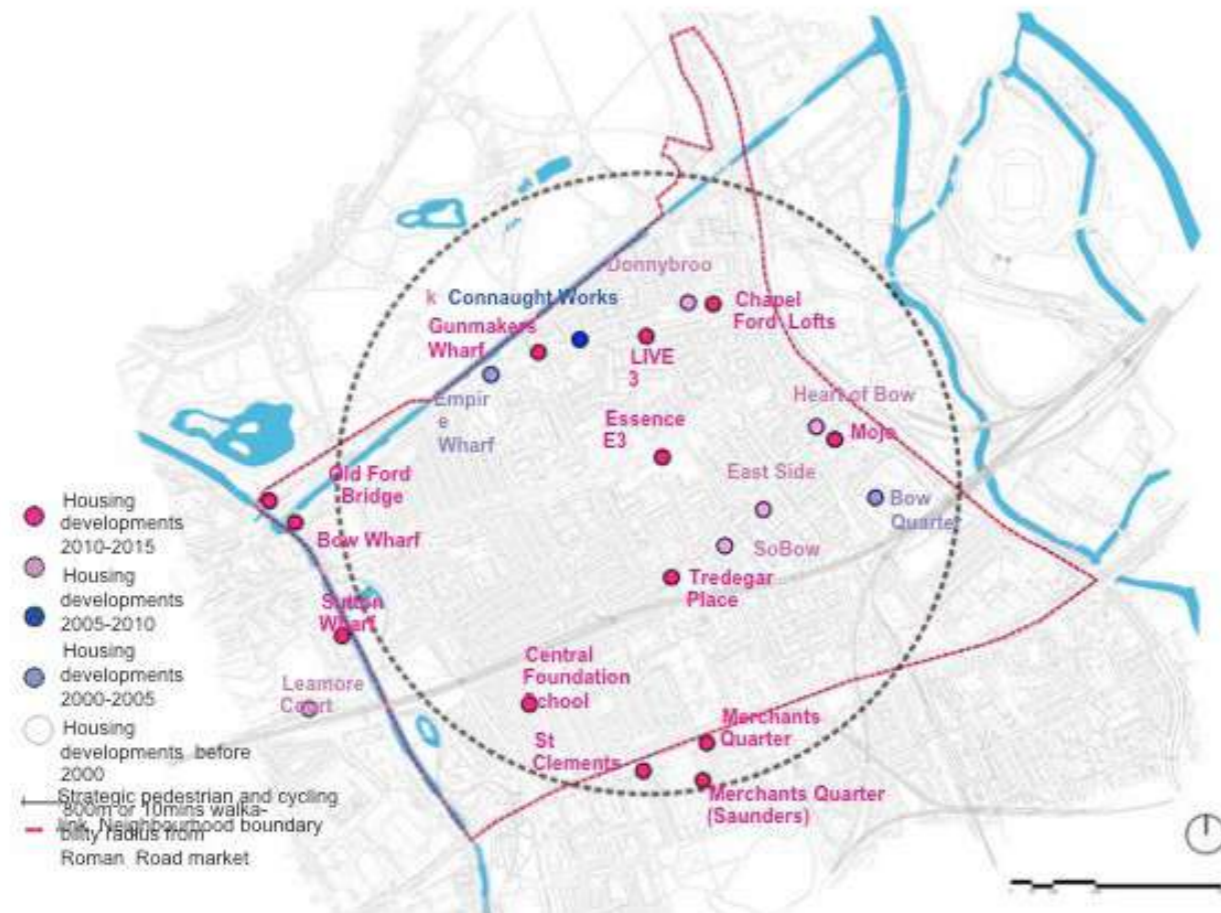 Donnybroo
k Connaught Works
Gunmakers
Wharf
Chapel
Ford Lofts
LIVE
3
Empir
e
Wharf
Essence
E3
Heart of Bow
Mojo
East Side
Old Ford
Bridge
Bow
Quarter
Bow Wharf
SoBow
Tredegar
Place
Sutton
Wharf
Central
Foundation
School
Leamore
Court
Merchants
Quarter
St
Clements
Merchants Quarter
(Saunders)
Housing
developments
2010-2015
Housing
developments
2005-2010
Housing
developments
2000-2005
Housing
developments before
2000
Strategic pedestrian and cycling
800m or 10mins walka-
link Neighbourhood boundary
bility radius from
Roman Road market